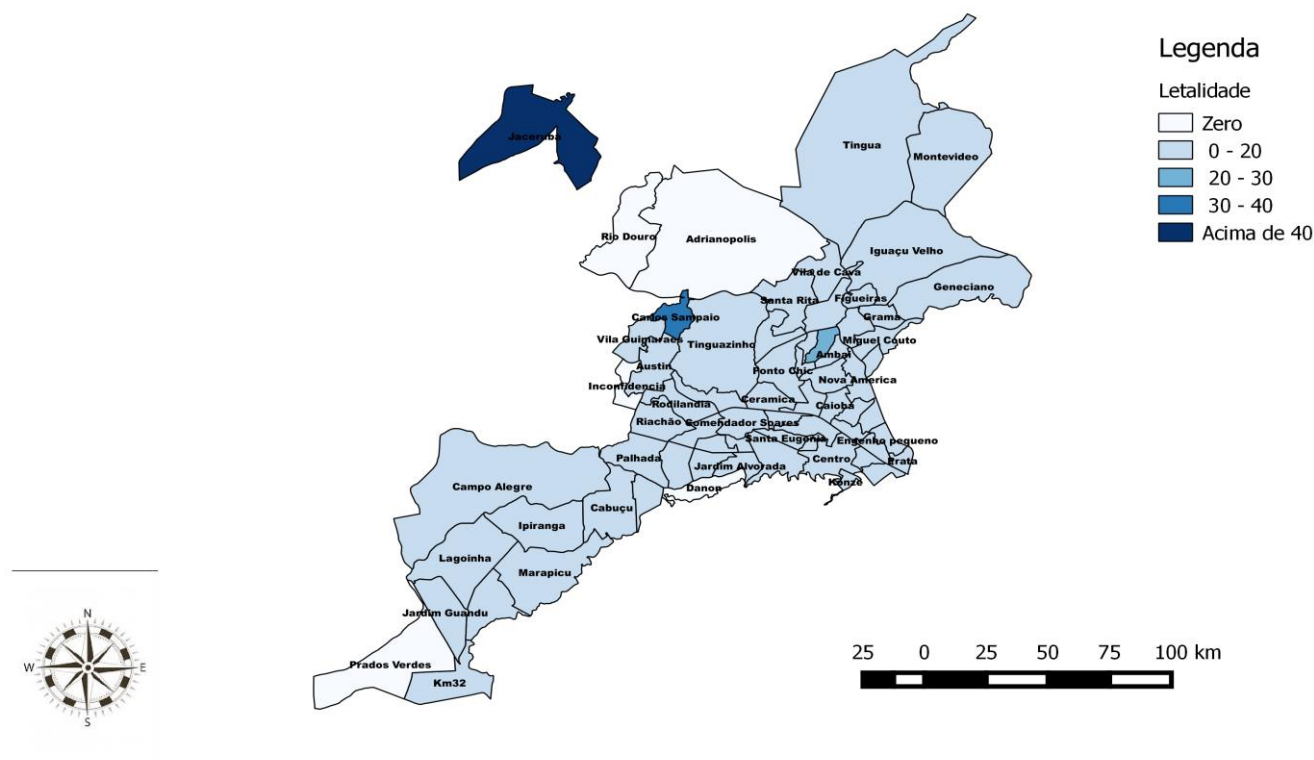 Legenda
Letalidade
Zero
0 - 20
20 - 30
30 - 40
Acima de 40
Jaceruba
Tingua
Montevideo
Rio Douro
Adrianopolis
Iguaçu Velho
Vila de Cava
Geneciano
Santa Rita
Figueiras
Carlos Sampaio
Grama
Vila Guimaraes
Tinguazinho
Miguel Couto
Ambai
Austin
Ponto Chic
Nova America
Inconfidencia
Ceramica
Rodilandia
Caioba
Riachão
Comendador Soares
Santa Eugenia
Engenho pequeno
Palhada
Jardim Alvorada
Centro
Prata
Danon
Konze
Campo Alegre
Cabuçu
Ipiranga
Lagoinha
Marapicu
Jardim Guandu
Prados Verdes
Km32
N
W
E
S
25 0 25 50 75 100 km